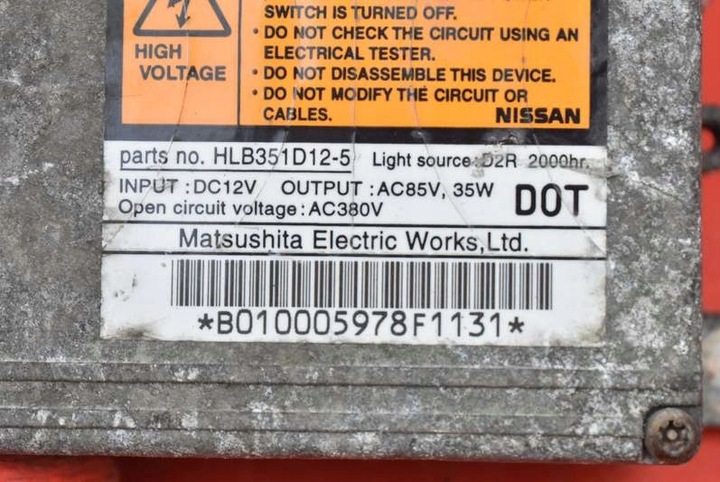 SWITCH IS TURNED OFF.
• DO NOT CHECK THE CIRCUIT USING AN
ELECTRICAL TESTER.
• DO NOT DISASSEMBLE THIS DEVICE.
• DO NOT MODIFY THE CIRCUIT OR
CABLES.
HIGH
VOLTAGE
NISSAN
parts no. HLB351D12-5 Light source:D2R 2000hr.
INPUT :DC12V OUTPUT :AC85V, 35W
DOT
Open circuit voltage:AC380V
Matsushita Electric Works,Ltd.
*B010005978F1131*